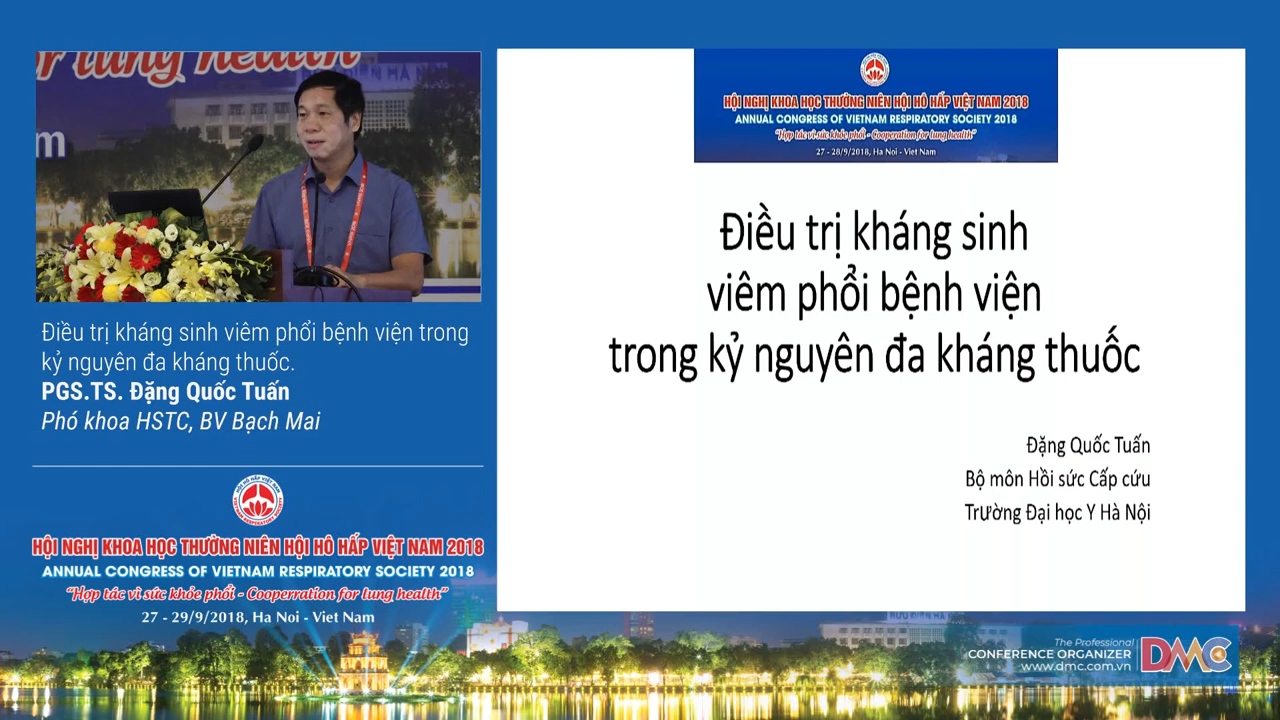 for lung health
m
Điều trị kháng sinh viêm phổi bệnh viện trong
kỷ nguyên đa kháng thuốc.
PGS.TS. Đặng Quốc Tuấn
Phó khoa HSTC, BV Bạch Mai
HỘI NGHỊ KHOA HỌC THƯỜNG NIÊN HỘI HÔ HẤP VIỆT NAM 2018
ANNUAL CONGRESS OF VIETNAM RESPIRATORY SOCIETY 2018
"Hợp tác vì sức khỏe phổi - Cooperration for lung health"
27 - 29/9/2018, Ha Noi - Viet Nam
HỘI NGHỊ KHOA HỌC THƯỜNG NIÊN HỘI HÔ HẤP VIỆT NAM 2018
ANNUAL CONGRESS OF VIETNAM RESPIRATORY SOCIETY 2018
"Hợp tác vì sức khỏe phổi - Cooperation for lung health"
27 - 28/9/2018, Ha Noi - Viet Nam
Điều trị kháng sinh
viêm phổi bệnh viện
trong kỷ nguyên đa kháng thuốc
Đặng Quốc Tuấn
Bộ môn Hồi sức Cấp cứu
Trường Đại học Y Hà Nội
The Professional
CONFERENCE ORGANIZER
www.dmc.com.vn
DMC